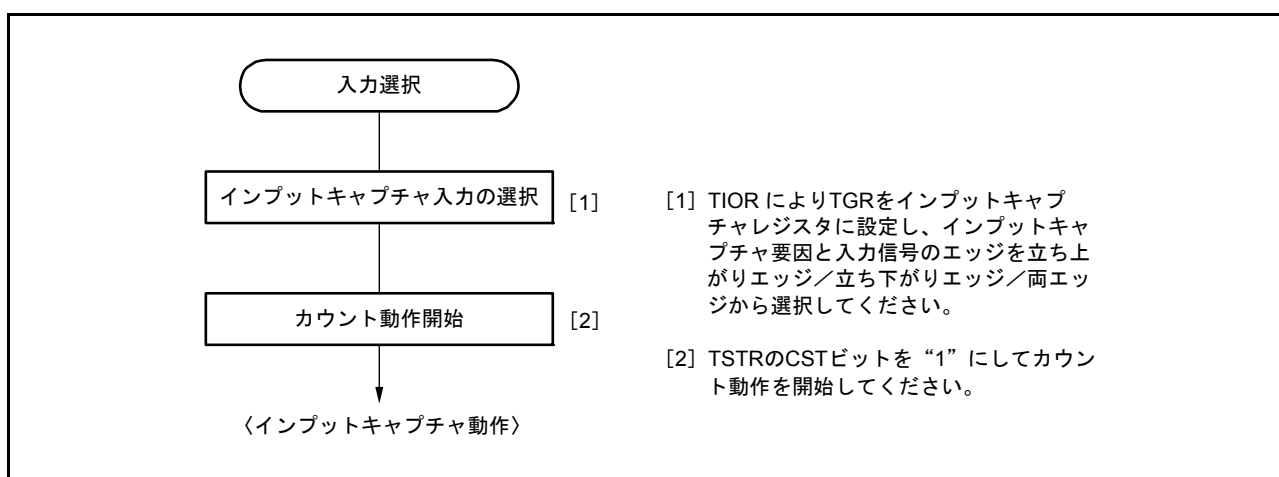 入力選択
インプットキャプチャ入力の選択 [1]
カウント動作開始 [2]
〈インプットキャプチャ動作〉
[1] TIOR によりTGRをインプットキャプ
チャレジスタに設定し、インプットキャ
プチャ要因と入力信号のエッジを立ち上
がりエッジ／立ち下がりエッジ／両エッ
ジから選択してください。
[2] TSTRのCSTビットを“1”にしてカウン
ト動作を開始してください。